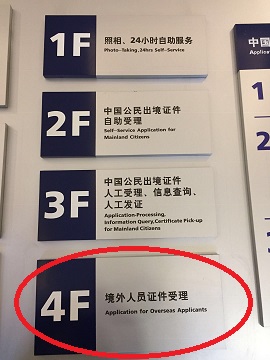 1F
照相、24小时自助服务
Photo-Taking, 24hrs Self-Service
2F
中国公民出境证件
自助受理
Self-Service Application for
Mainland Citizens
3F
中国公民出境证件
人工受理、信息查询、
人工发证
Application-Processing,
Information Query, Certificate Pick-up
for Mainland Citizens
4F
境外人员证件受理
Application for Overseas Applicants
中国
Application
1
2